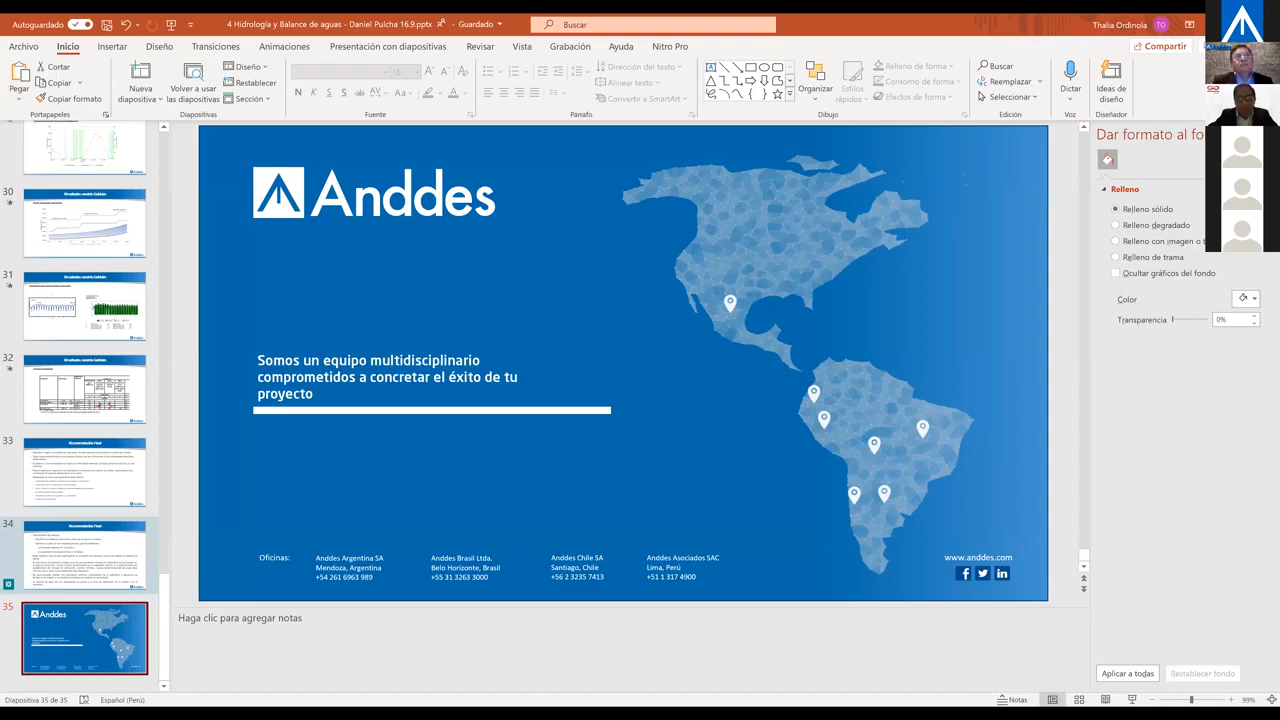 Autoguardado
4 Hidrología y Balance de aguas - Daniel Pulcha 16.9.pptx - Guardado
Buscar
Thalia Ordinola
TO
Archivo
Inicio
Insertar
Diseño
Transiciones
Animaciones
Presentación con diapositivas
Revisar
Vista
Grabación
Ayuda
Nitro Pro
Compartir
Pegar
Cortar
Copiar
Copiar formato
Portapapeles
Nueva
diapositiva
Volver a usar
las diapositivas
Diseño
Restablecer
Sección
Diapositivas
16
Fuente
Dirección del texto
Alinear texto
Convertir a SmartArt
Párrafo
Organizar
Estilos
rápidos
Relleno de forma
Contorno de forma
Efectos de forma
Dibujo
Buscar
Reemplazar
Seleccionar
Edición
Dictar
Voz
Ideas de
diseño
Diseñador
30
31
32
33
Recomendación Final
34
Recomendación Final
35
Anddes
Anddes
Somos un equipo multidisciplinario
comprometidos a concretar el éxito de tu
proyecto
Oficinas:
Anddes Argentina SA
Mendoza, Argentina
+54 261 6963 989
Anddes Brasil Ltda.
Belo Horizonte, Brasil
+55 31 3263 3000
Anddes Chile SA
Santiago, Chile
+56 2 3235 7413
Anddes Asociados SAC
Lima, Perú
+51 1 317 4900
www.anddes.com
Haga clic para agregar notas
Dar formato al fo
Relleno
Relleno sólido
Relleno degradado
Relleno con imagen o t
Relleno de trama
Ocultar gráficos del fondo
Color
Transparencia
0%
Aplicar a todas
Restablecer fondo
Diapositiva 35 de 35
Español (Perú)
Notas
99%